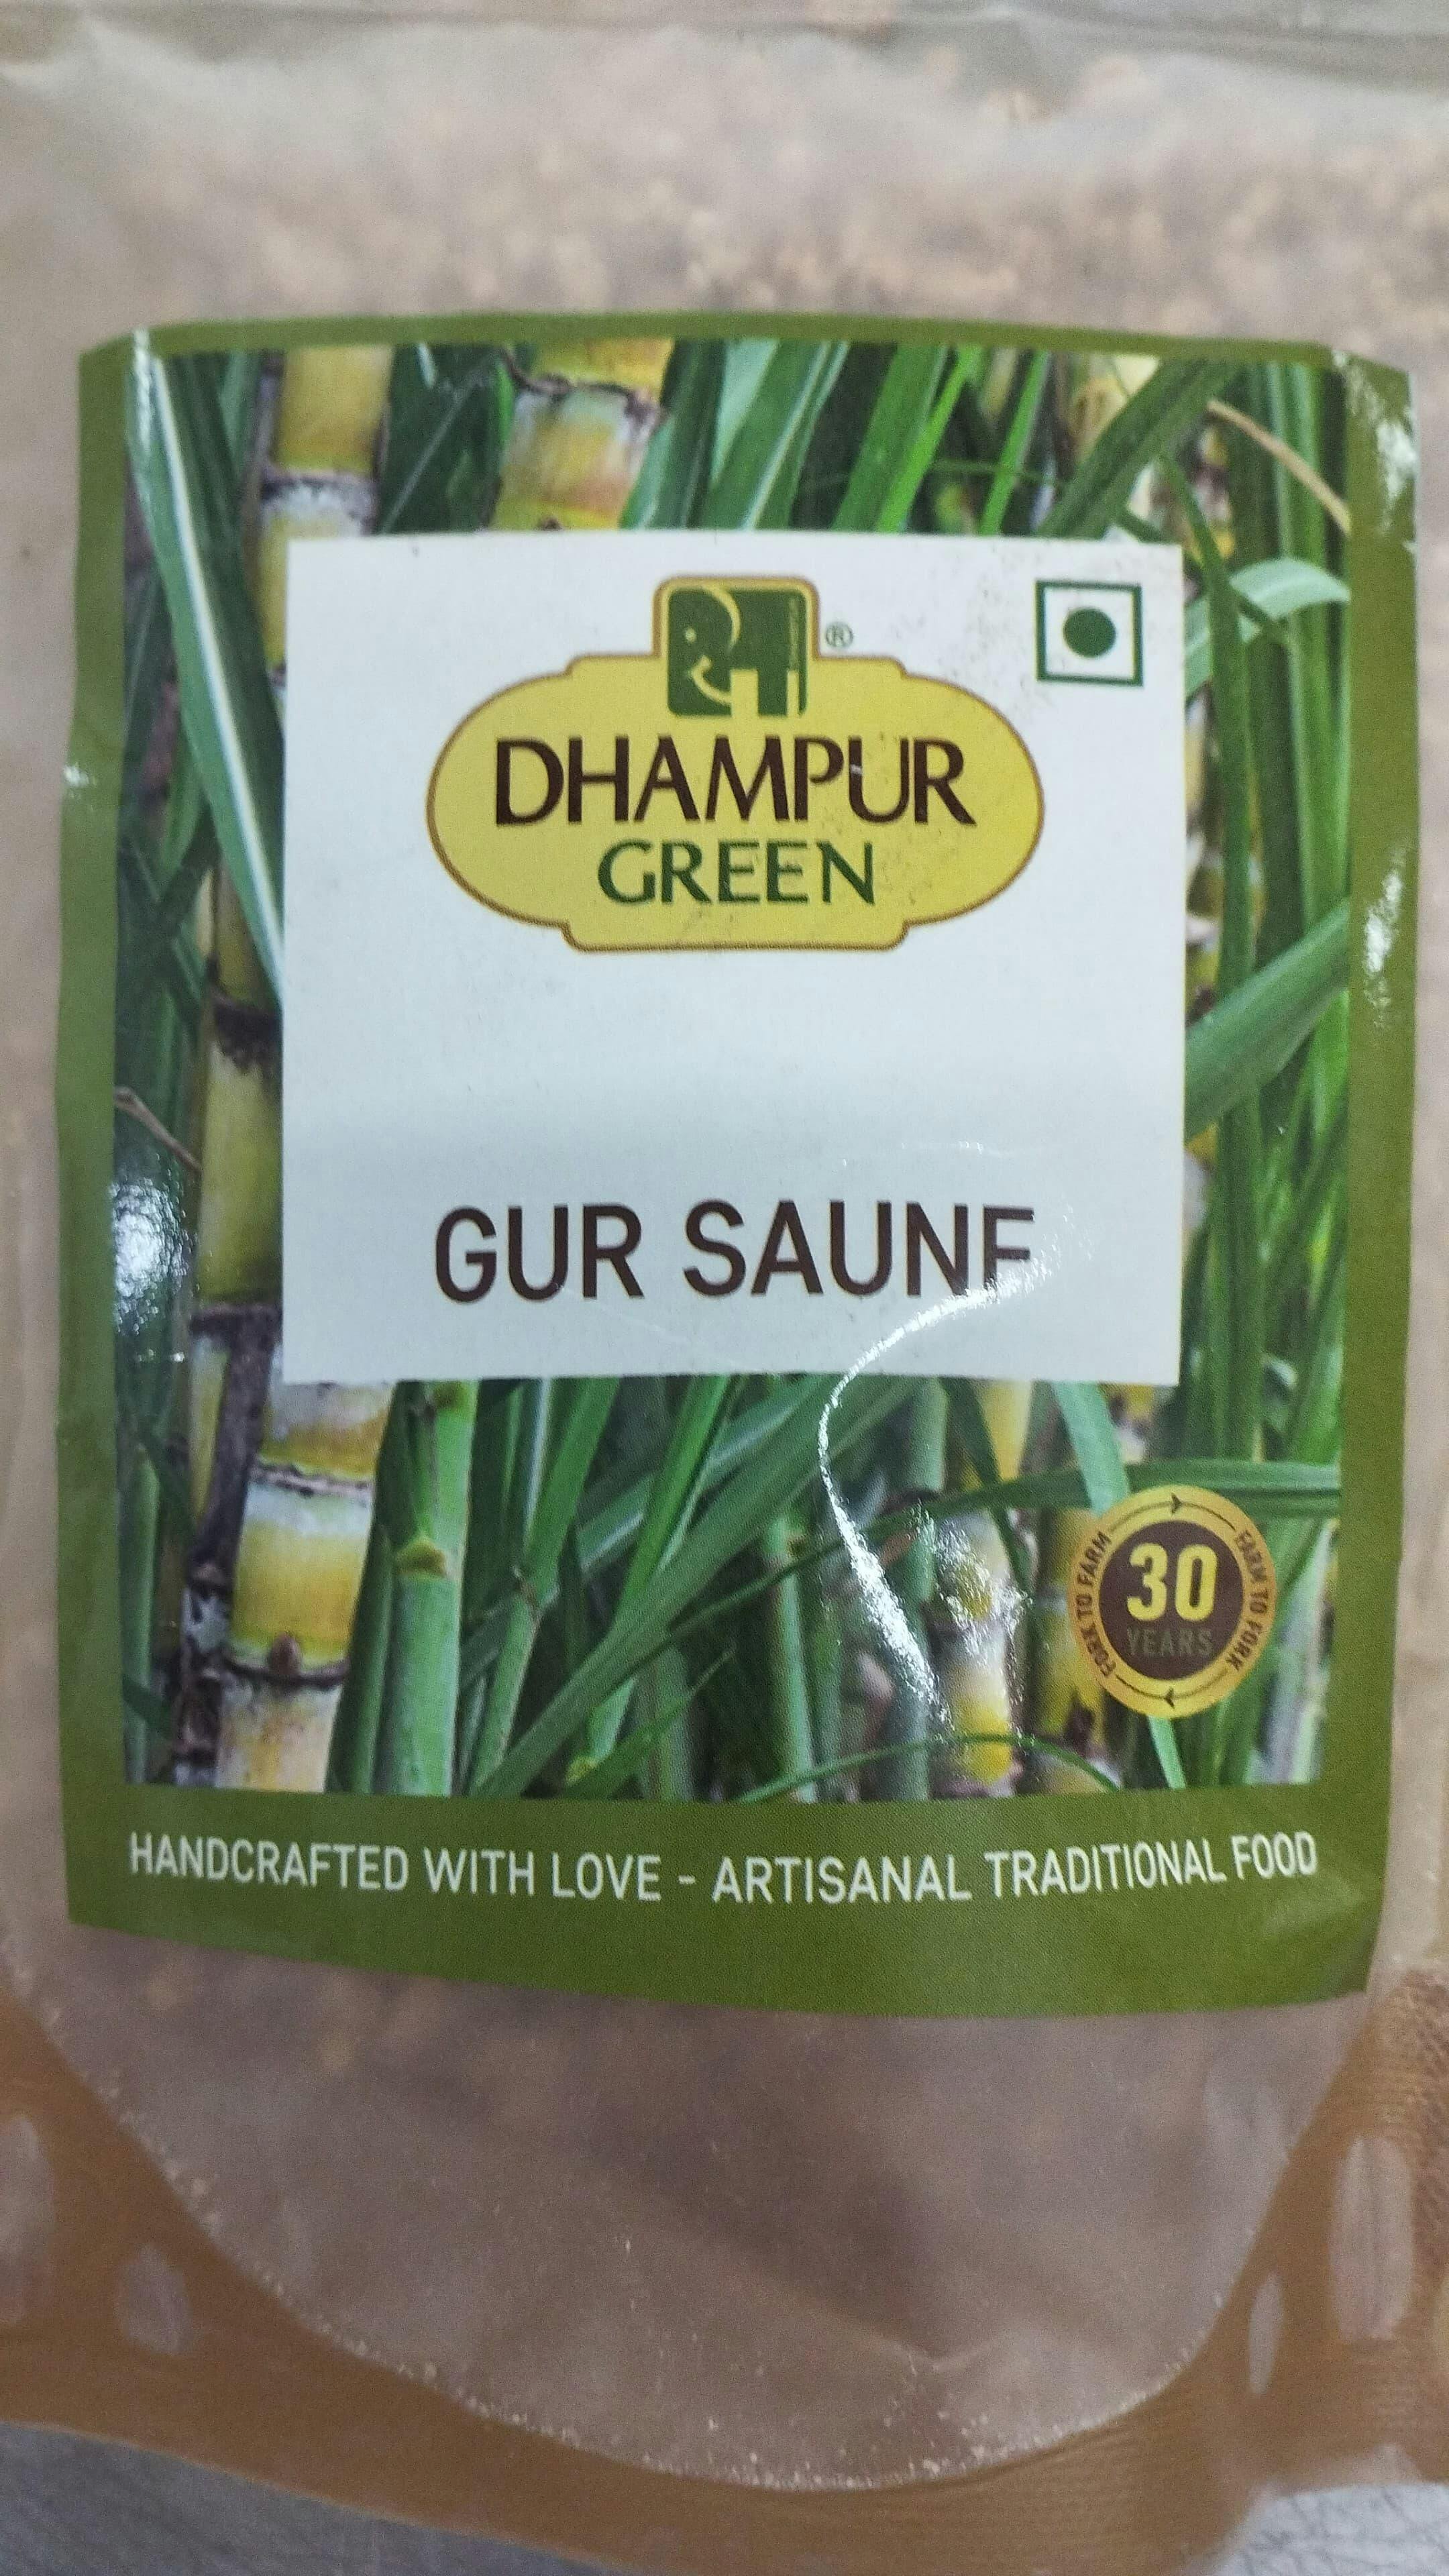 ®
DHAMPUR
GREEN
GUR SAUNF
FORK TO FARM
FARM TO FORK
30
YEARS
HANDCRAFTED WITH LOVE - ARTISANAL TRADITIONAL FOOD